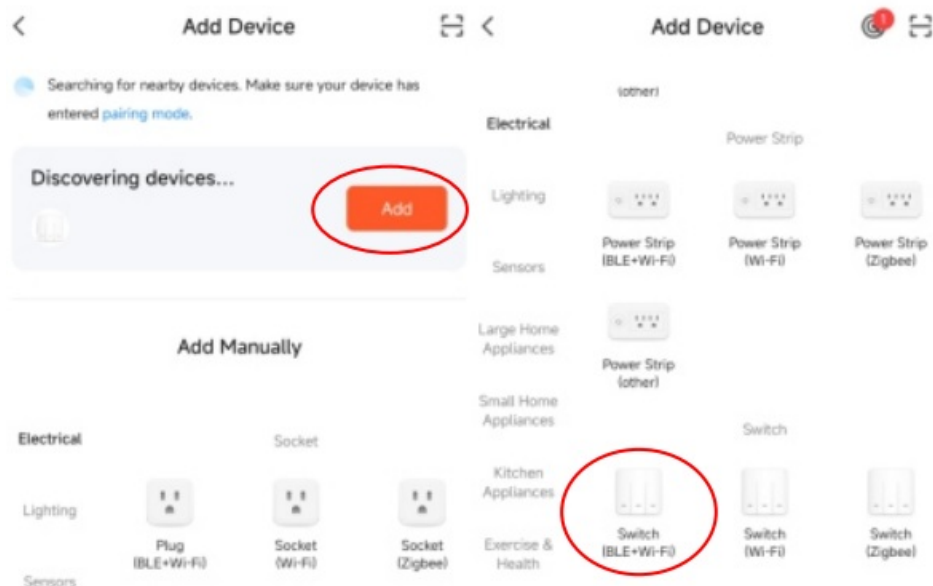 Add Device
Searching for nearby devices. Make sure your device has
entered pairing mode.
Discovering devices...
Add
Add Manually
Electrical
Socket
Lighting
Plug
(BLE+Wi-Fi)
Socket
(Wi-Fi)
Socket
(Zigbee)
Sensors
Add Device
1
(other)
Electrical
Power Strip
Lighting
Power Strip
(BLE+Wi-Fi)
Power Strip
(Wi-Fi)
Power Strip
(Zigbee)
Sensors
Large Home
Appliances
Power Strip
(other)
Small Home
Appliances
Switch
Kitchen
Appliances
Switch
(BLE+Wi-Fi)
Switch
(Wi-Fi)
Switch
(Zigbee)
Exercise &
Health